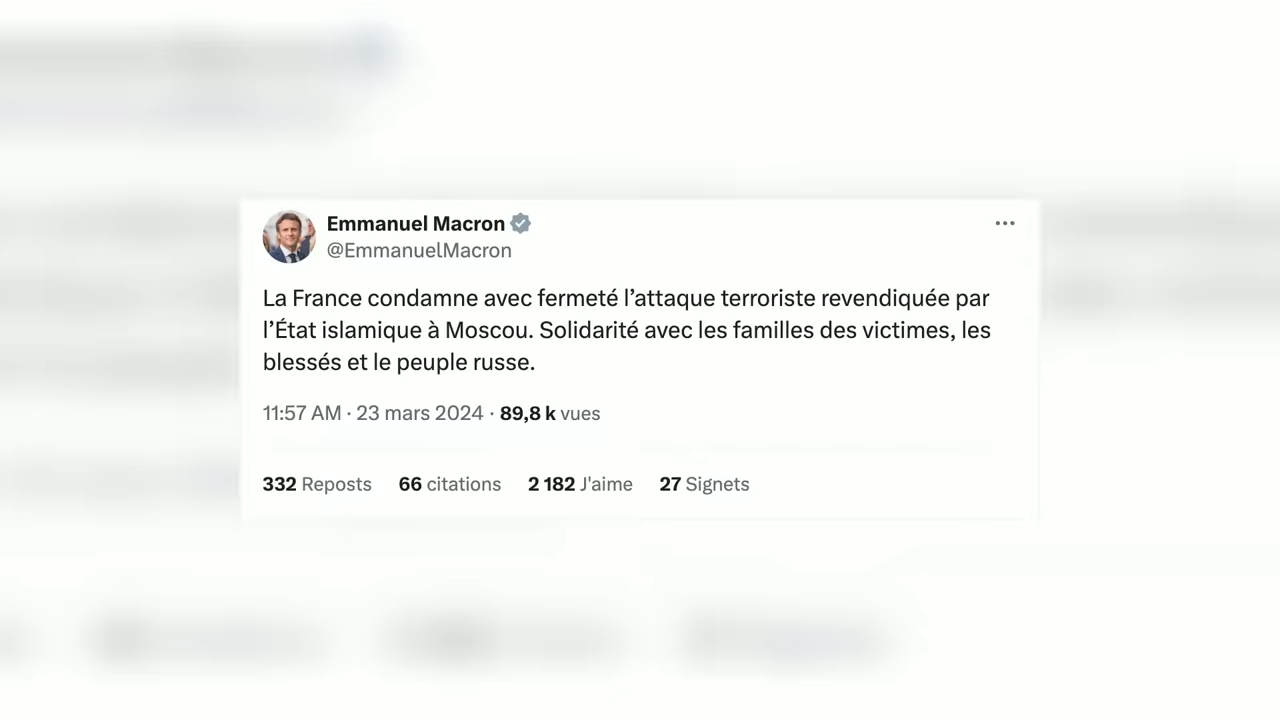 Emmanuel Macron
@EmmanuelMacron
La France condamne avec fermeté l’attaque terroriste revendiquée par
l’État islamique à Moscou. Solidarité avec les familles des victimes, les
blessés et le peuple russe.
11:57 AM · 23 mars 2024 · 89,8 k vues
332 Reposts 66 citations 2 182 J'aime 27 Signets